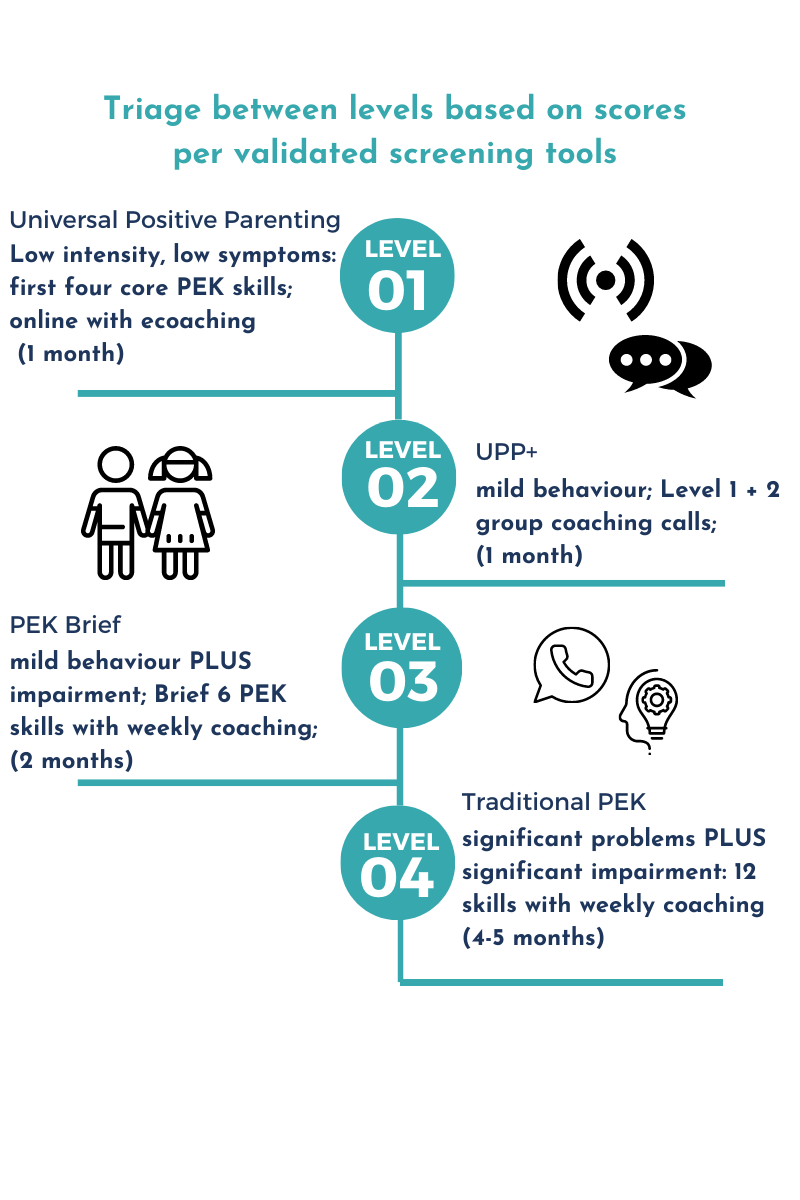 Triage between levels based on scores
per validated screening tools
Universal Positive Parenting
Low intensity, low symptoms:
first four core PEK skills;
online with ecoaching
(1 month)
LEVEL
01
LEVEL
02
UPP+
mild behaviour; Level 1 + 2
group coaching calls;
(1 month)
PEK Brief
mild behaviour PLUS
impairment; Brief 6 PEK
skills with weekly coaching;
(2 months)
LEVEL
03
LEVEL
04
Traditional PEK
significant problems PLUS
significant impairment: 12
skills with weekly coaching
(4-5 months)